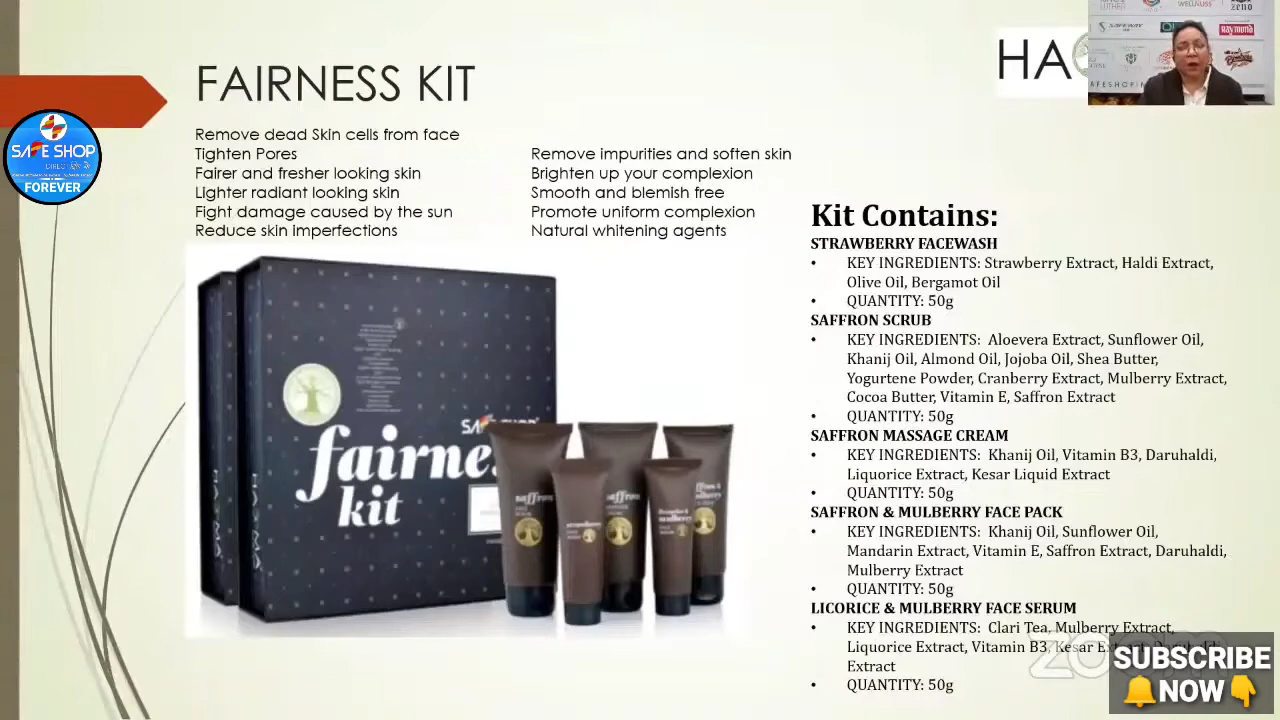 FAIRNESS KIT
Remove dead Skin cells from face
Tighten Pores
Fairer and fresher looking skin
Lighter radiant looking skin
Fight damage caused by the sun
Reduce skin imperfections
Remove impurities and soften skin
Brighten up your complexion
Smooth and blemish free
Promote uniform complexion
Natural whitening agents
HA
SAFE SHOP
FOREVER
SAFEWAY
Raymond
Kit Contains:
STRAWBERRY FACEWASH
• KEY INGREDIENTS: Strawberry Extract, Haldi Extract,
Olive Oil, Bergamot Oil
• QUANTITY: 50g
SAFFRON SCRUB
• KEY INGREDIENTS: Aloevera Extract, Sunflower Oil,
Khanij Oil, Almond Oil, Jojoba Oil, Shea Butter,
Yogurtene Powder, Cranberry Extract, Mulberry Extract,
Cocoa Butter, Vitamin E, Saffron Extract
• QUANTITY: 50g
SAFFRON MASSAGE CREAM
• KEY INGREDIENTS: Khanij Oil, Vitamin B3, Daruhaldi,
Liquorice Extract, Kesar Liquid Extract
• QUANTITY: 50g
SAFFRON & MULBERRY FACE PACK
• KEY INGREDIENTS: Khanij Oil, Sunflower Oil,
Mandarin Extract, Vitamin E, Saffron Extract, Daruhaldi,
Mulberry Extract
• QUANTITY: 50g
LICORICE & MULBERRY FACE SERUM
• KEY INGREDIENTS: Clari Tea, Mulberry Extract,
Liquorice Extract, Vitamin B3, Kesar
Extract
• QUANTITY: 50g
fairne
kit
HAOMA
saffron
saffron
SUBSCRIBE
NOW